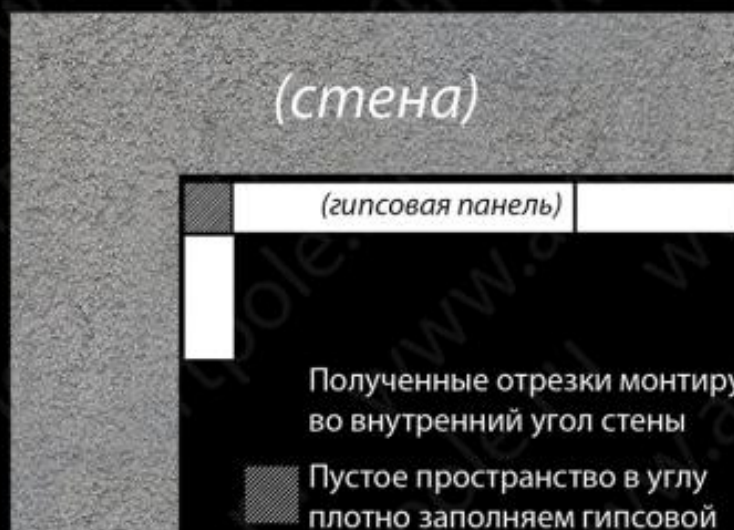 (стена)
(гипсовая панель)
Полученные отрезки монтиру
во внутренний угол стены
Пустое пространство в углу
плотно заполняем гипсовой